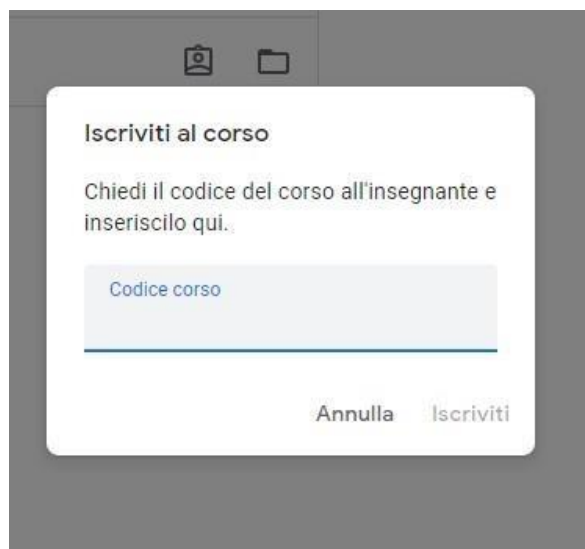 Iscriviti al corso
Chiedi il codice del corso all'insegnante e
inseriscilo qui.
Codice corso
Annulla Iscriviti